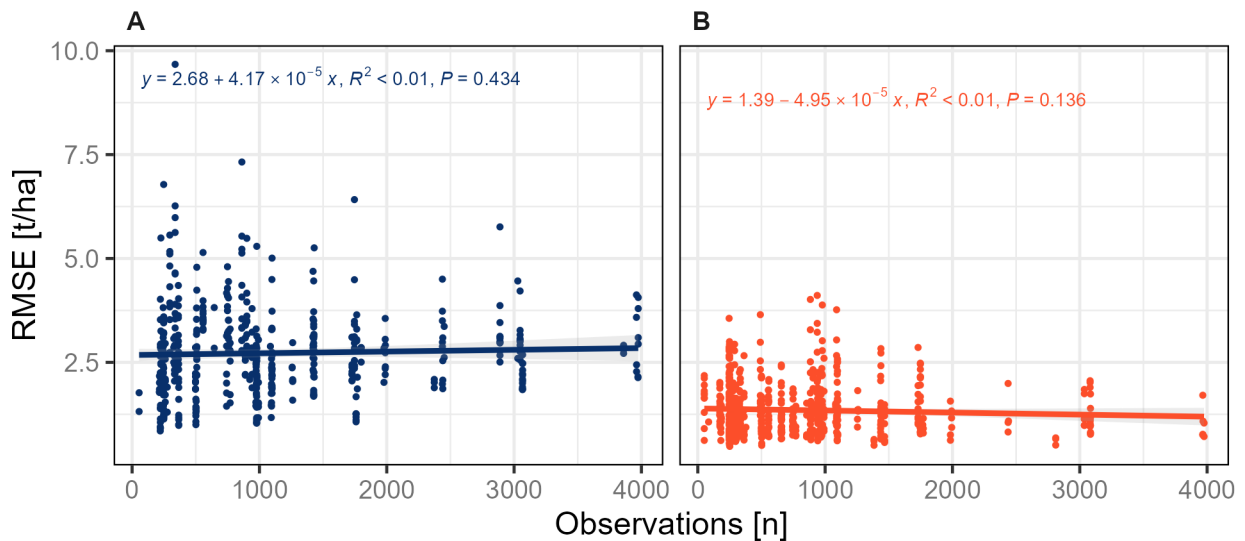 A
B
10.0
7.5
5.0
2.5
RMSE [t/ha]
y = 2.68 + 4.17 × 10⁻⁵ x, R² < 0.01, P = 0.434
y = 1.39 − 4.95 × 10⁻⁵ x, R² < 0.01, P = 0.136
0 1000 2000 3000 4000
0 1000 2000 3000 4000
Observations [n]